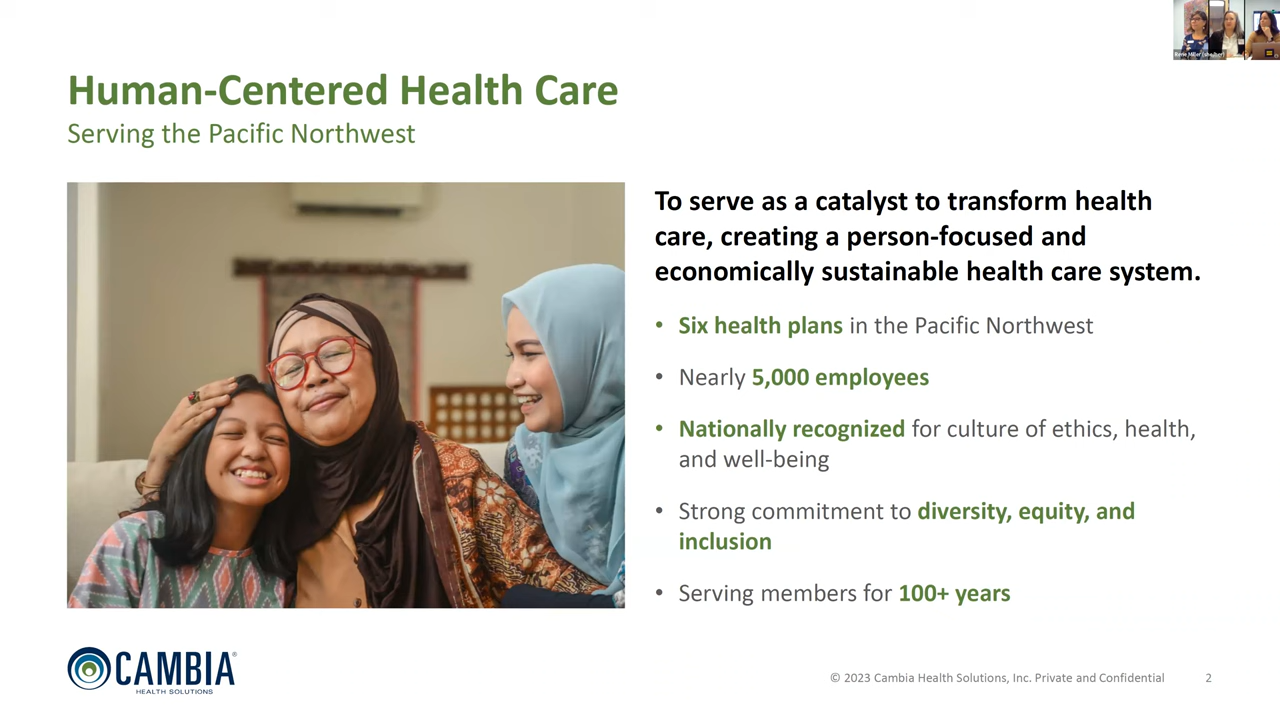 Human-Centered Health Care
Serving the Pacific Northwest
To serve as a catalyst to transform health
care, creating a person-focused and
economically sustainable health care system.
• Six health plans in the Pacific Northwest
• Nearly 5,000 employees
• Nationally recognized for culture of ethics, health,
and well-being
• Strong commitment to diversity, equity, and
inclusion
• Serving members for 100+ years
CAMBIA®
HEALTH SOLUTIONS
© 2023 Cambia Health Solutions, Inc. Private and Confidential
2